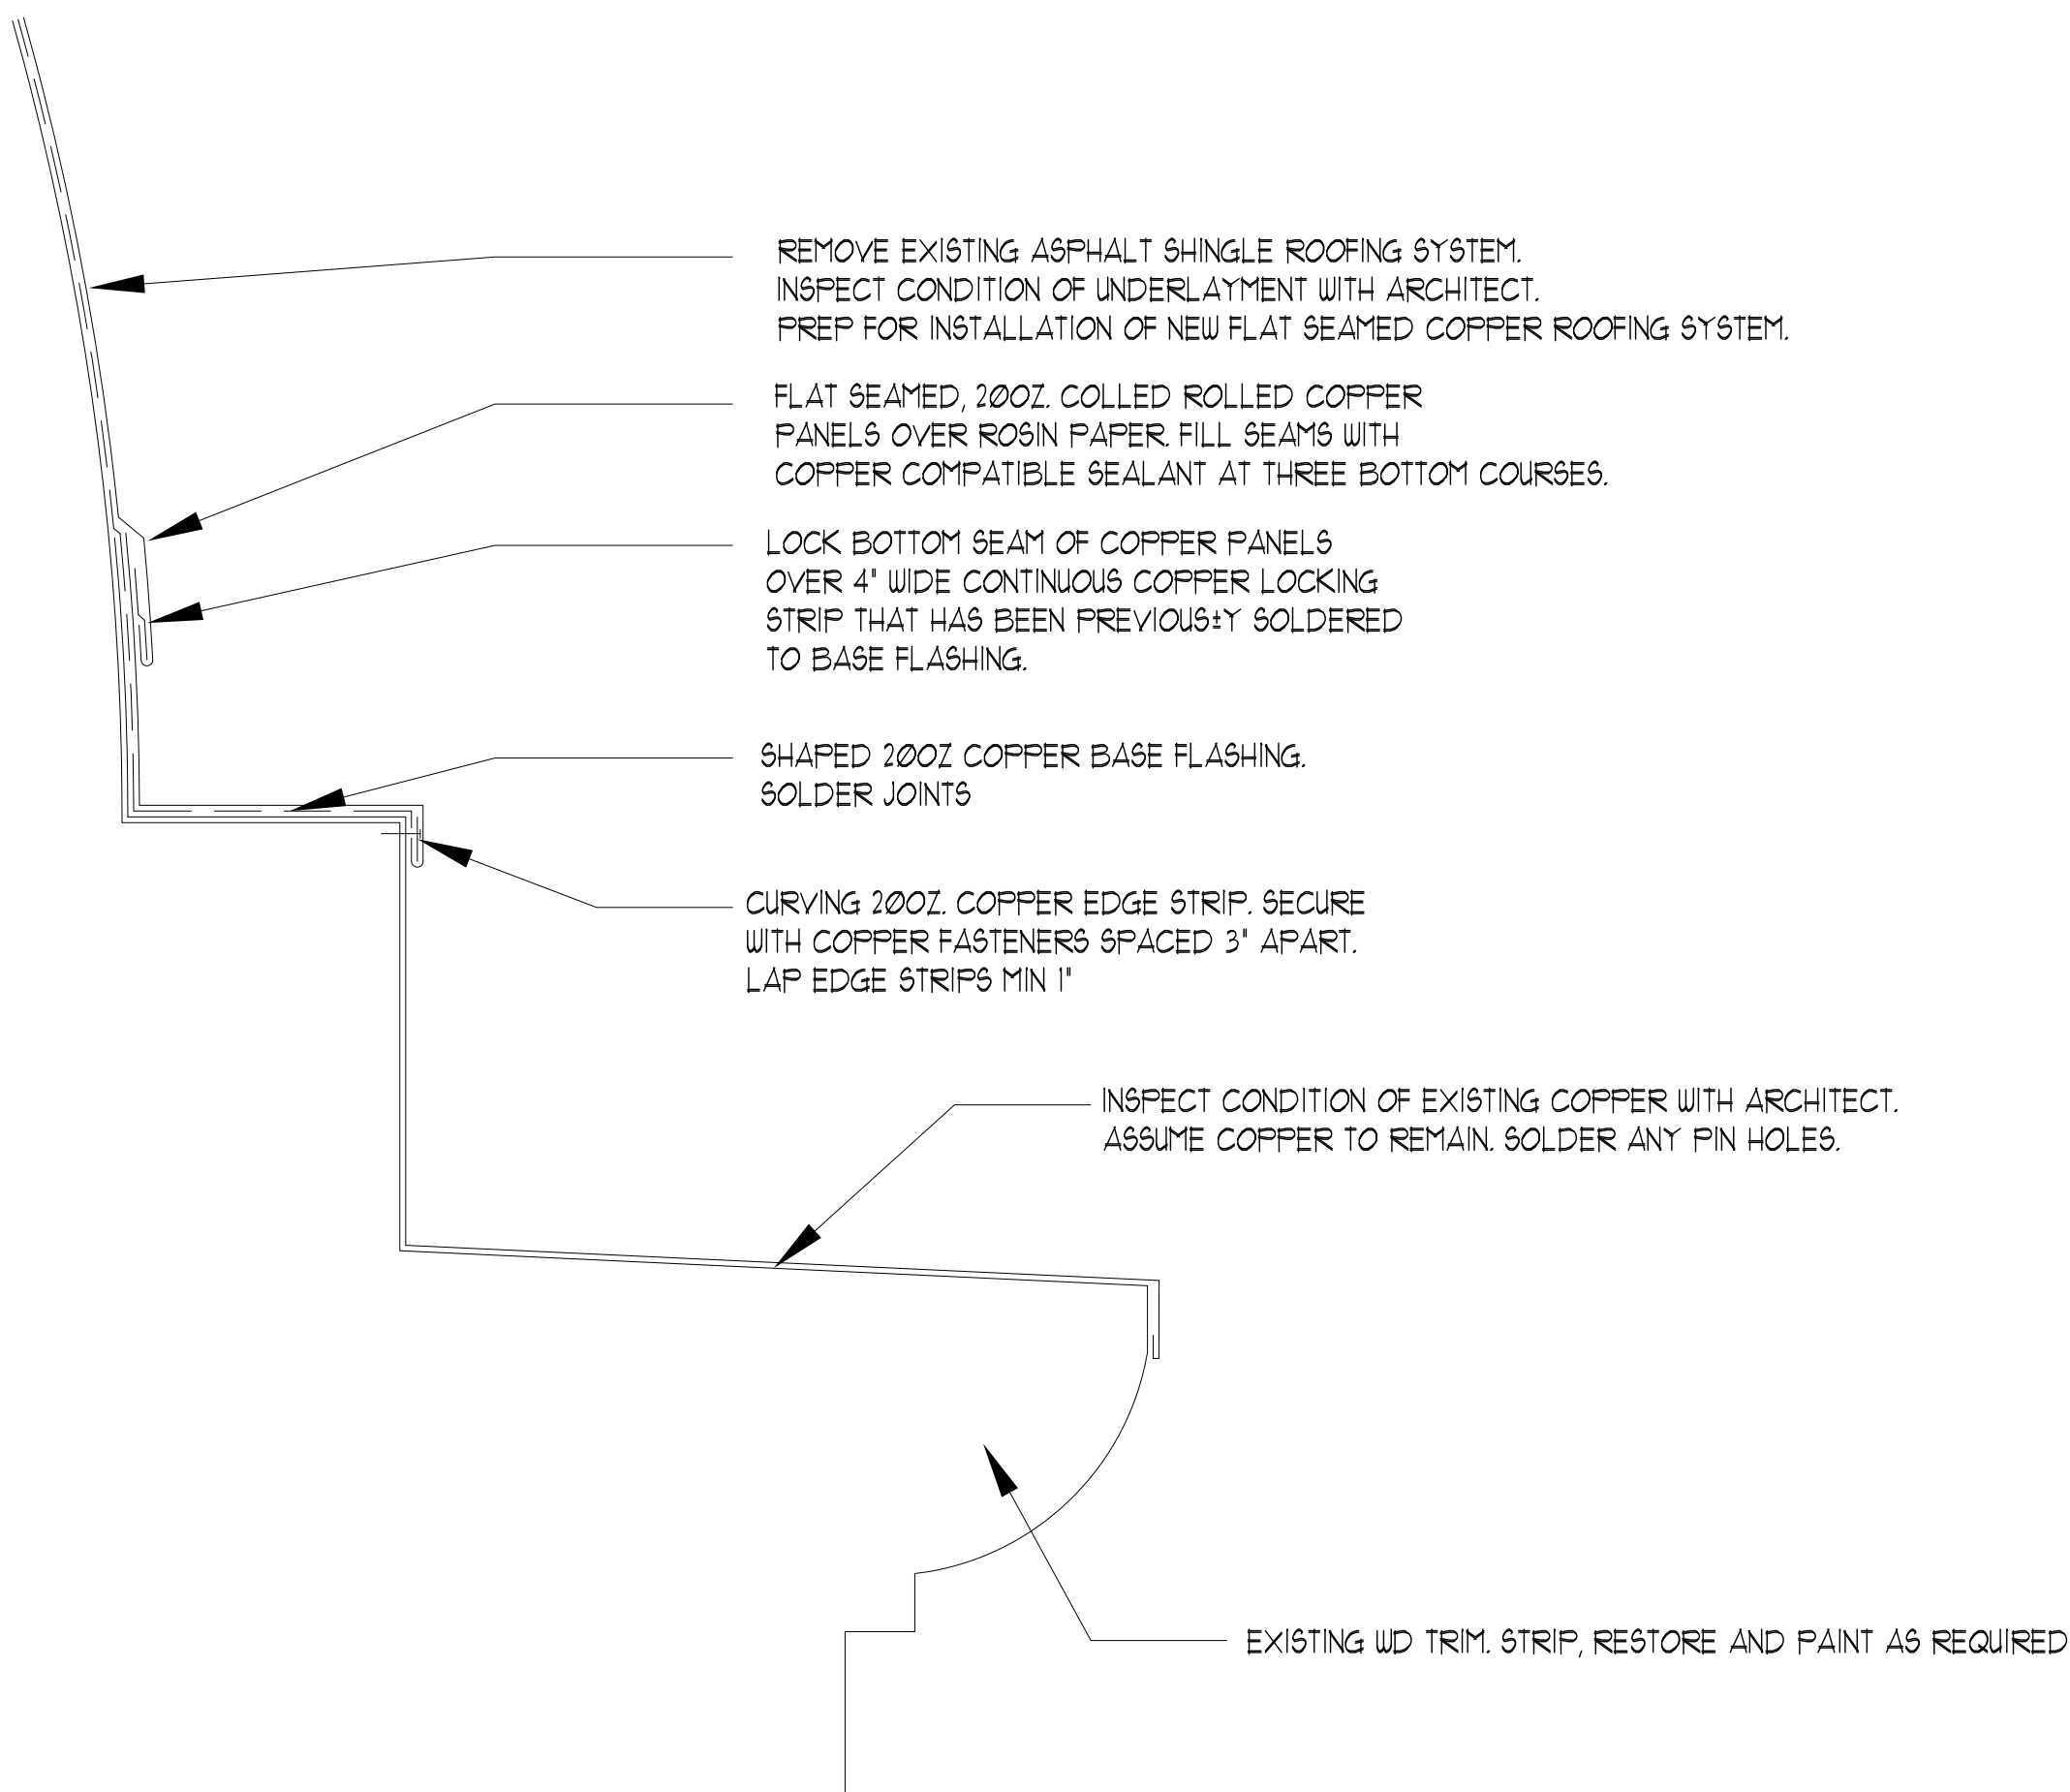 REMOVE EXISTING ASPHALT SHINGLE ROOFING SYSTEM.
INSPECT CONDITION OF UNDERLAYMENT WITH ARCHITECT.
PREP FOR INSTALLATION OF NEW FLAT SEAMED COPPER ROOFING SYSTEM.
FLAT SEAMED, 20OZ. COLLED ROLLED COPPER
PANELS OVER ROSIN PAPER. FILL SEAMS WITH
COPPER COMPATIBLE SEALANT AT THREE BOTTOM COURSES.
LOCK BOTTOM SEAM OF COPPER PANELS
OVER 4" WIDE CONTINUOUS COPPER LOCKING
STRIP THAT HAS BEEN PREVIOUS±Y SOLDERED
TO BASE FLASHING.
SHAPED 20OZ COPPER BASE FLASHING.
SOLDER JOINTS
CURVING 20OZ. COPPER EDGE STRIP. SECURE
WITH COPPER FASTENERS SPACED 3" APART.
LAP EDGE STRIPS MIN 1"
INSPECT CONDITION OF EXISTING COPPER WITH ARCHITECT.
ASSUME COPPER TO REMAIN. SOLDER ANY PIN HOLES.
EXISTING WD TRIM. STRIP, RESTORE AND PAINT AS REQUIRED